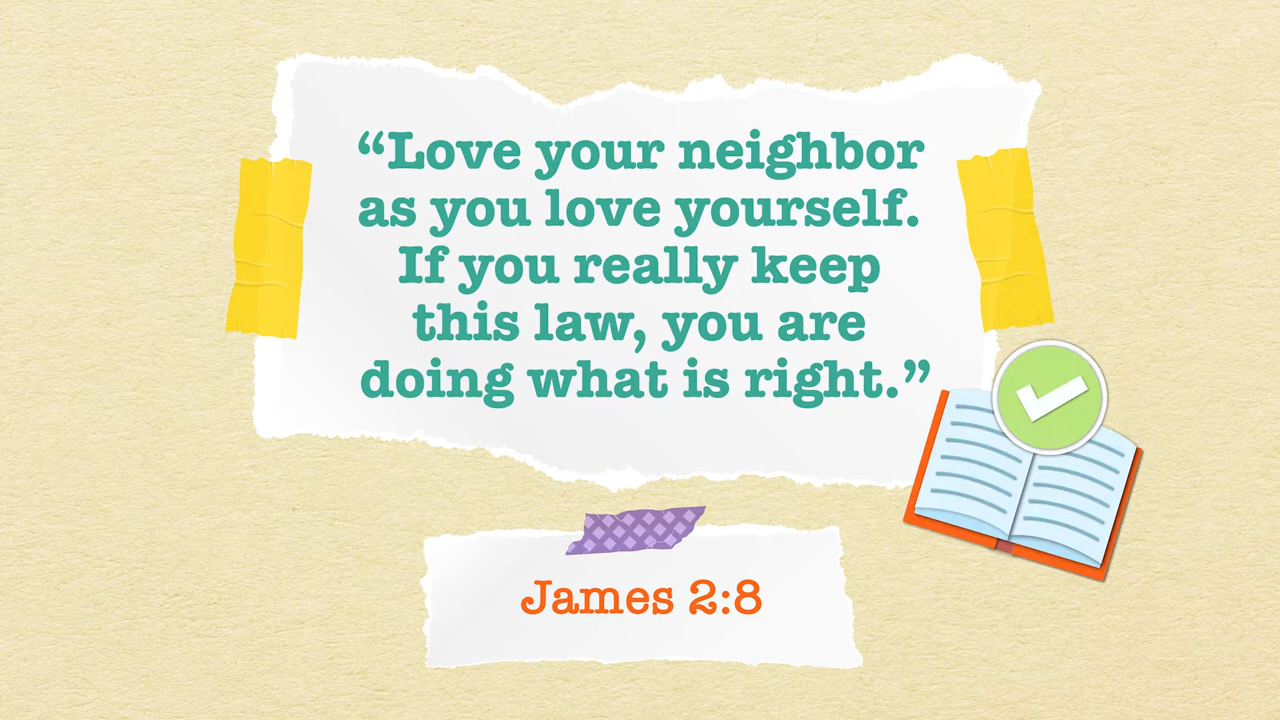 “Love your neighbor
as you love yourself.
If you really keep
this law, you are
doing what is right.”
James 2:8